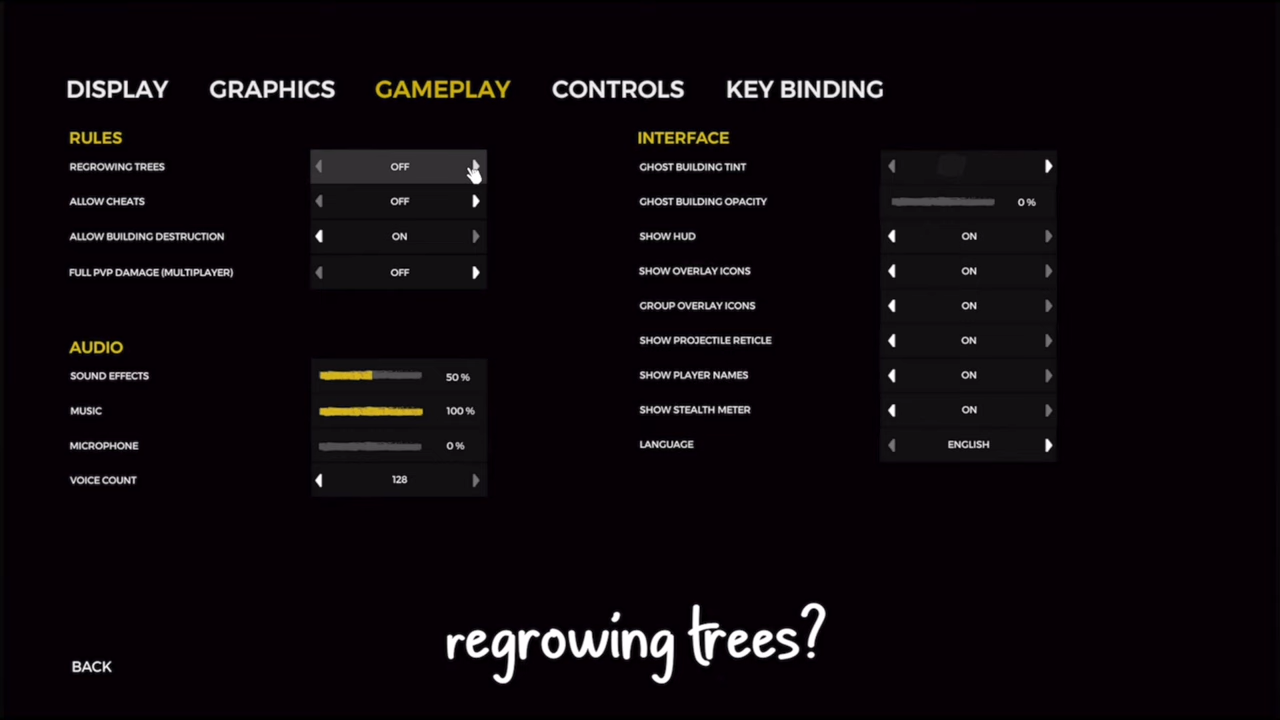 DISPLAY GRAPHICS GAMEPLAY CONTROLS KEY BINDING
RULES
REGROWING TREES OFF
ALLOW CHEATS OFF
ALLOW BUILDING DESTRUCTION ON
FULL PVP DAMAGE (MULTIPLAYER) OFF
AUDIO
SOUND EFFECTS 50 %
MUSIC 100 %
MICROPHONE 0 %
VOICE COUNT 128
INTERFACE
GHOST BUILDING TINT
GHOST BUILDING OPACITY 0 %
SHOW HUD ON
SHOW OVERLAY ICONS ON
GROUP OVERLAY ICONS ON
SHOW PROJECTILE RETICLE ON
SHOW PLAYER NAMES ON
SHOW STEALTH METER ON
LANGUAGE ENGLISH
regrowing trees?
BACK